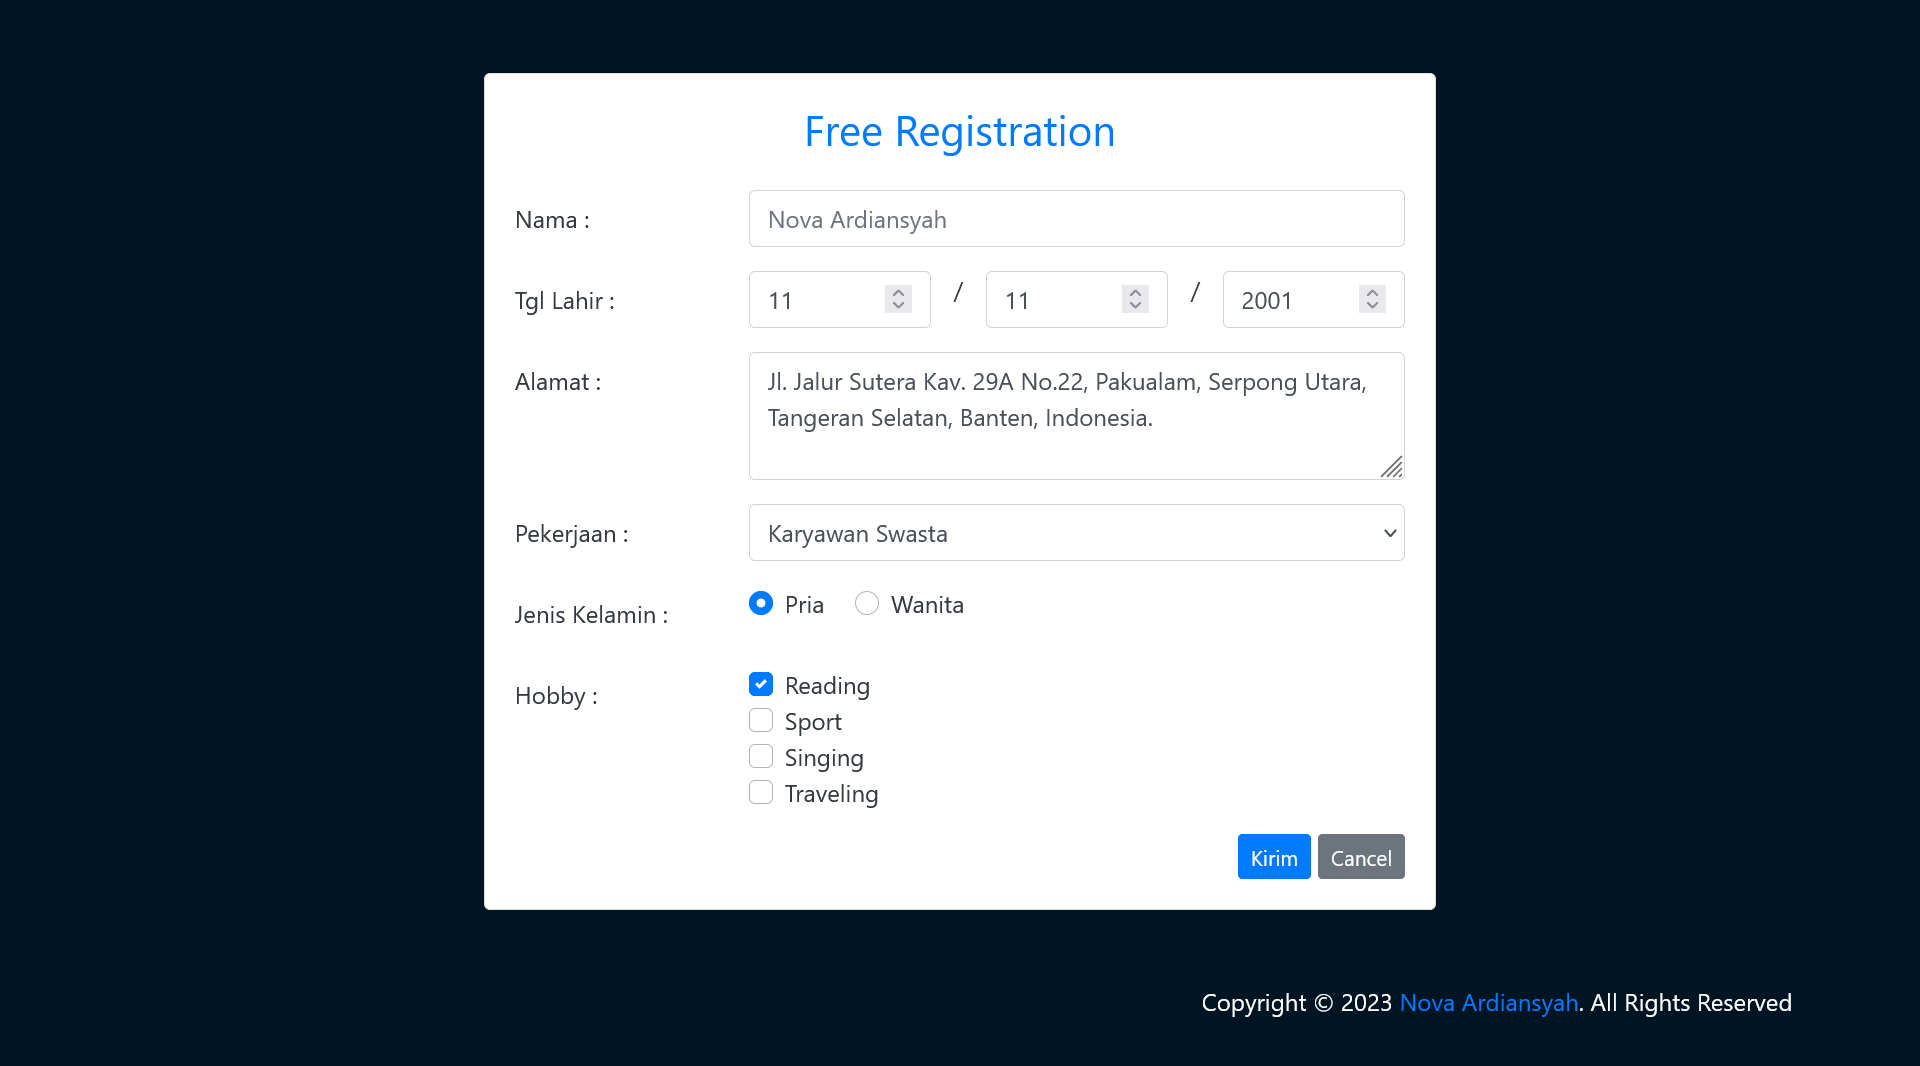 Free Registration
Nama :
Nova Ardiansyah
Tgl Lahir :
11 / 11 / 2001
Alamat :
Jl. Jalur Sutera Kav. 29A No.22, Pakualam, Serpong Utara,
Tangeran Selatan, Banten, Indonesia.
Pekerjaan :
Karyawan Swasta
Jenis Kelamin :
Pria
Wanita
Hobby :
Reading
Sport
Singing
Traveling
Kirim
Cancel
Copyright © 2023 Nova Ardiansyah. All Rights Reserved